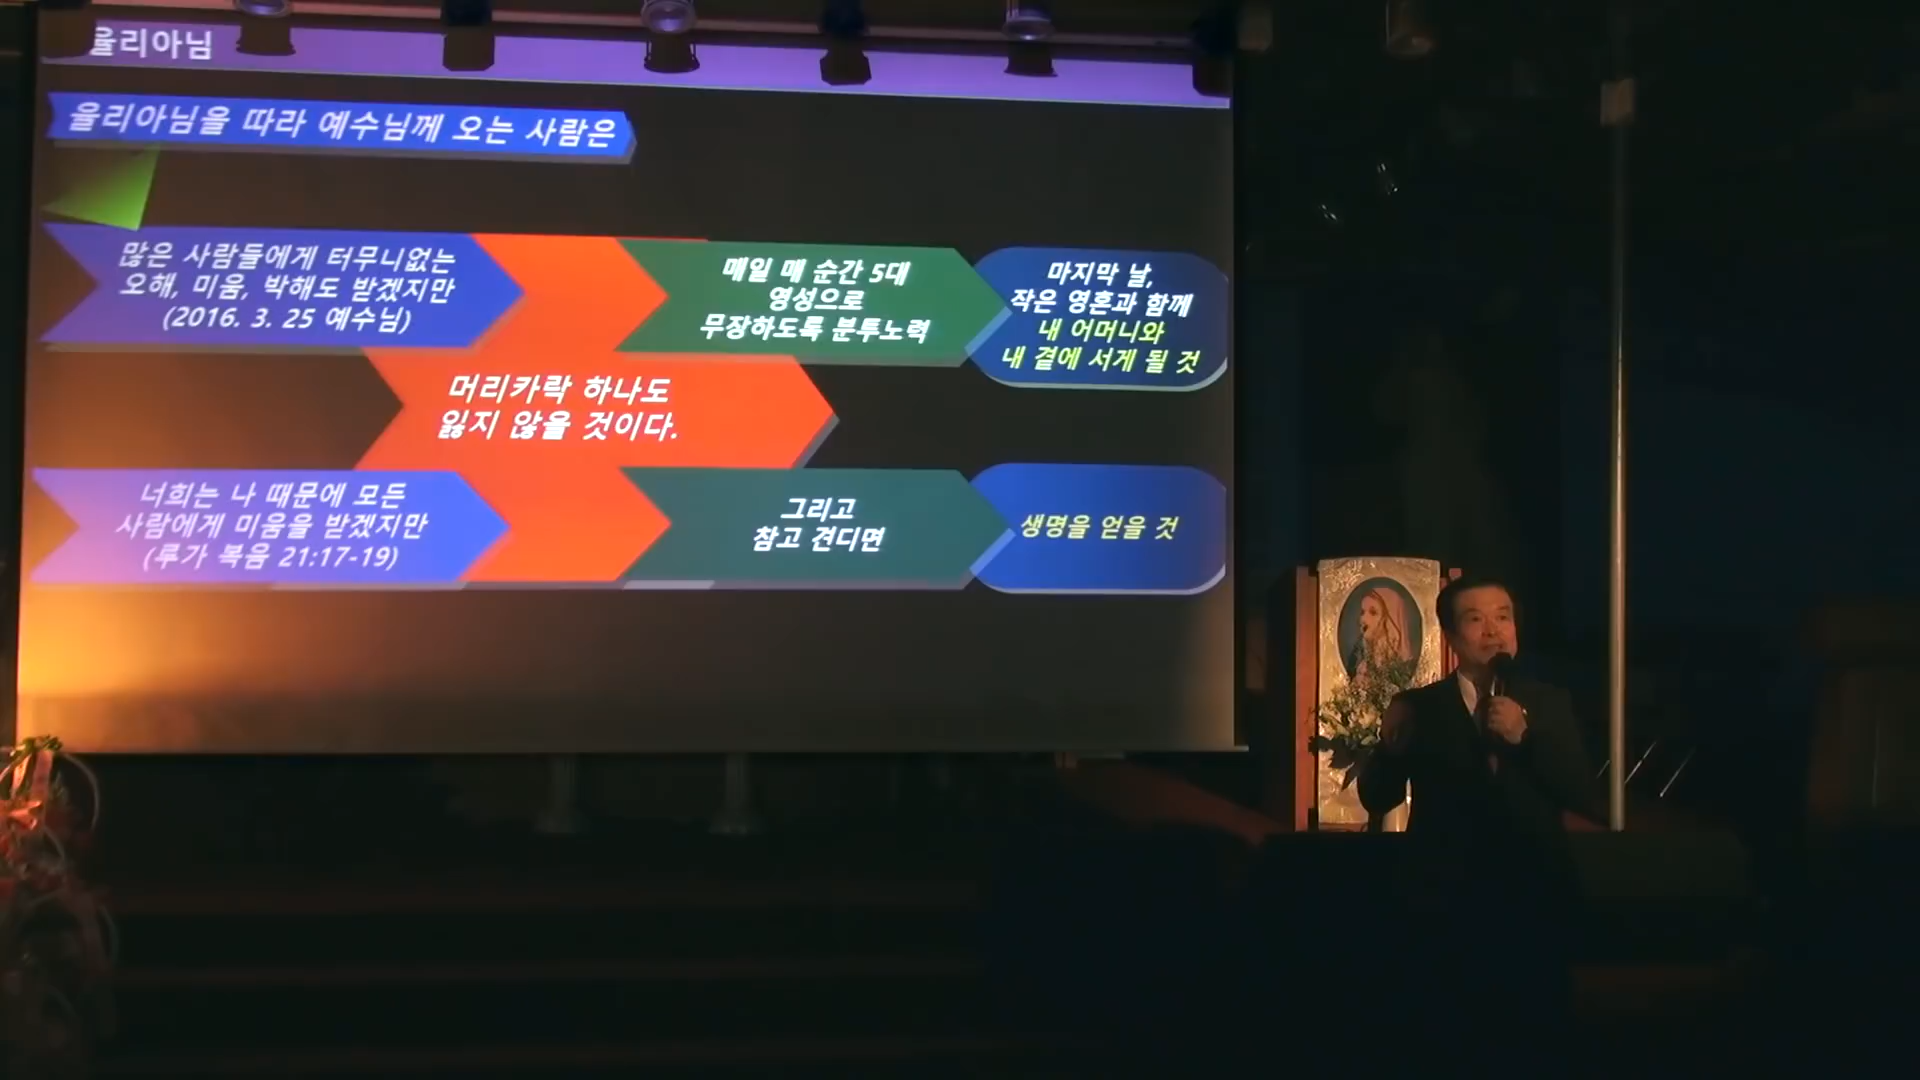 율리아님
율리아님을 따라 예수님께 오는 사람은
많은 사람들에게 터무니없는
오해, 미움, 박해도 받겠지만
(2016. 3. 25 예수님)
매일 매 순간 5대
영성으로
무장하도록 분투노력
마지막 날,
작은 영혼과 함께
내 어머니와
내 곁에 서게 될 것
머리카락 하나도
잃지 않을 것이다.
너희는 나 때문에 모든
사람에게 미움을 받겠지만
(루가 복음 21:17-19)
그리고
참고 견디면
생명을 얻을 것